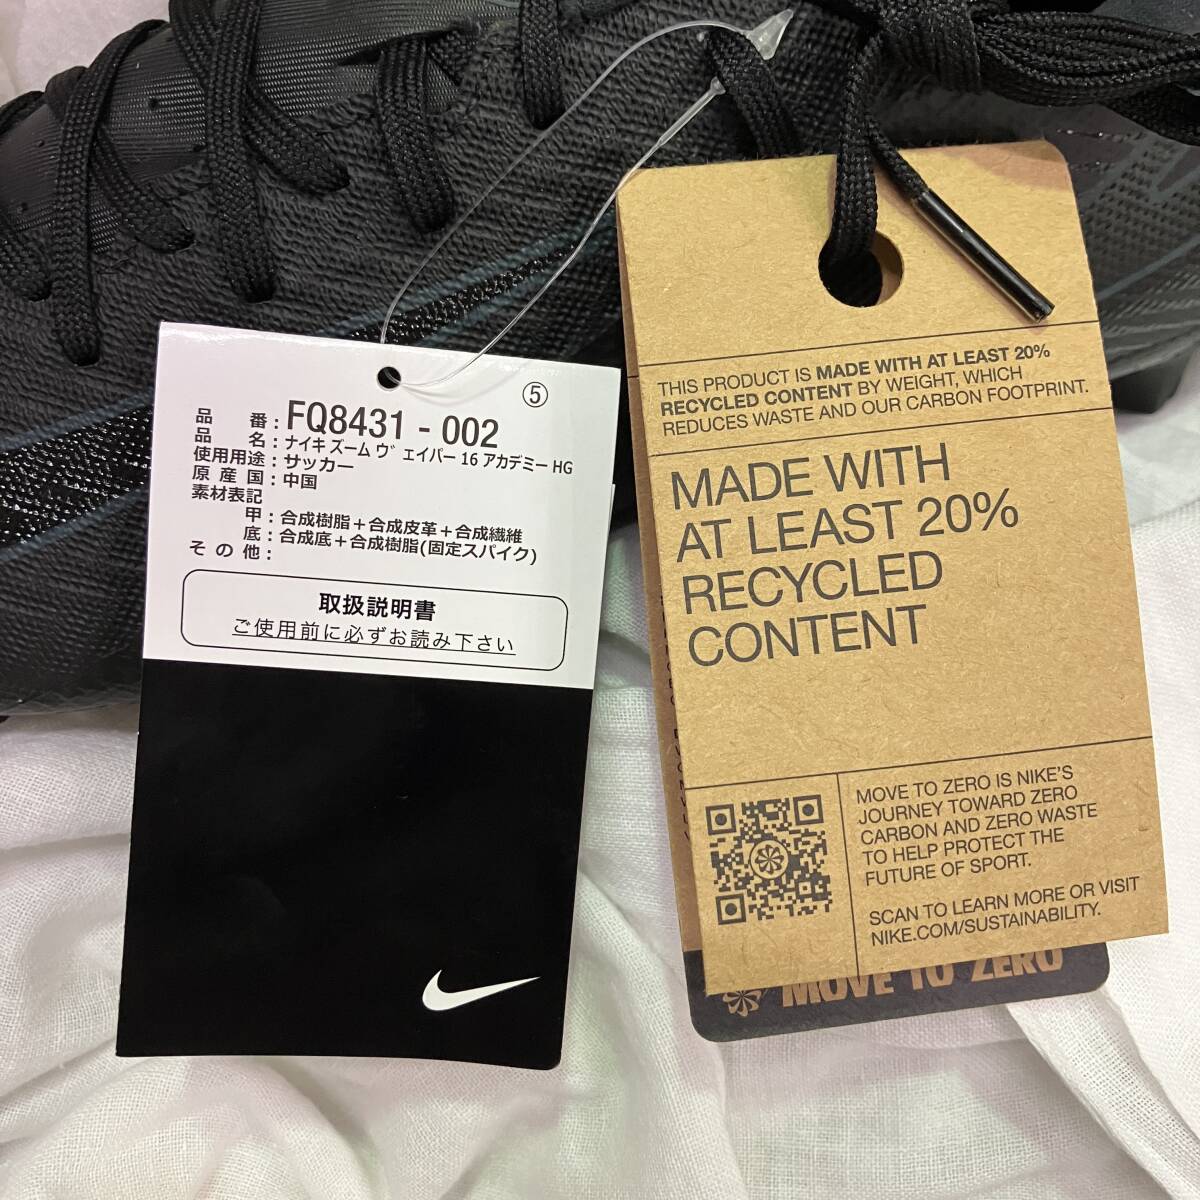 ⑤
品番：FQ8431 - 002
品名：ナイキ ズーム ヴェイパー 16 アカデミー HG
使用用途：サッカー
原産国：中国
素材表記
甲：合成樹脂＋合成皮革＋合成繊維
底：合成底＋合成樹脂(固定スパイク)
その他：
取扱説明書
ご使用前に必ずお読み下さい
THIS PRODUCT IS MADE WITH AT LEAST 20%
RECYCLED CONTENT BY WEIGHT, WHICH
REDUCES WASTE AND OUR CARBON FOOTPRINT.
MADE WITH
AT LEAST 20%
RECYCLED
CONTENT
MOVE TO ZERO IS NIKE'S
JOURNEY TOWARD ZERO
CARBON AND ZERO WASTE
TO HELP PROTECT THE
FUTURE OF SPORT.
SCAN TO LEARN MORE OR VISIT
NIKE.COM/SUSTAINABILITY.
MOVE TO ZERO